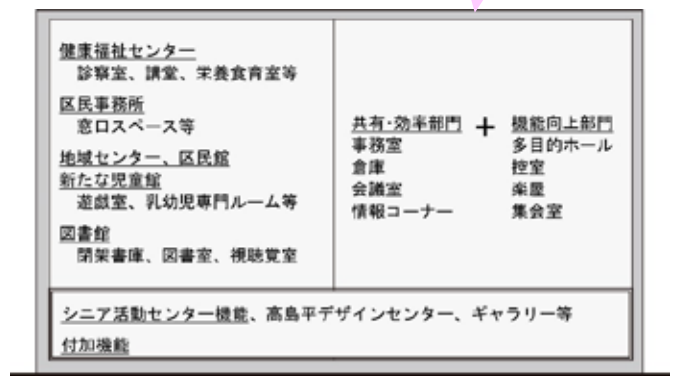 健康福祉センター
診察室、講堂、栄養食育室等
区民事務所
窓口スペース等
地域センター、区民館
新たな児童館
遊戯室、乳幼児専門ルーム等
図書館
閉架書庫、図書室、視聴覚室
共有・効率部門 + 機能向上部門
事務室 多目的ホール
倉庫 控室
会議室 楽屋
情報コーナー 集会室
シニア活動センター機能、高島平デザインセンター、ギャラリー等
付加機能